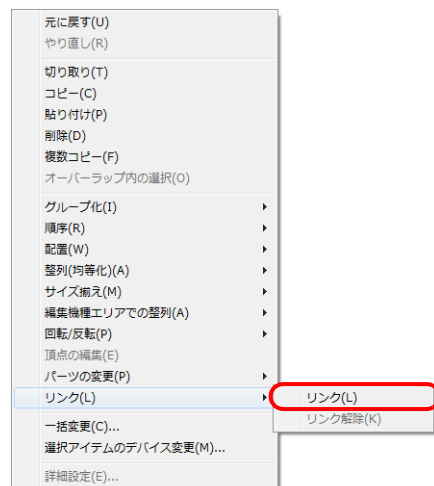 元に戻す(U)
やり直し(R)
切り取り(T)
コピー(C)
貼り付け(P)
削除(D)
複数コピー(F)
オーバーラップ内の選択(O)
グループ化(I)
順序(R)
配置(W)
整列(均等化)(A)
サイズ揃え(M)
編集機種エリアでの整列(A)
回転/反転(P)
頂点の編集(E)
パーツの変更(P)
リンク(L)
リンク(L)
リンク解除(K)
一括変更(C)...
選択アイテムのデバイス変更(M)...
詳細設定(E)...